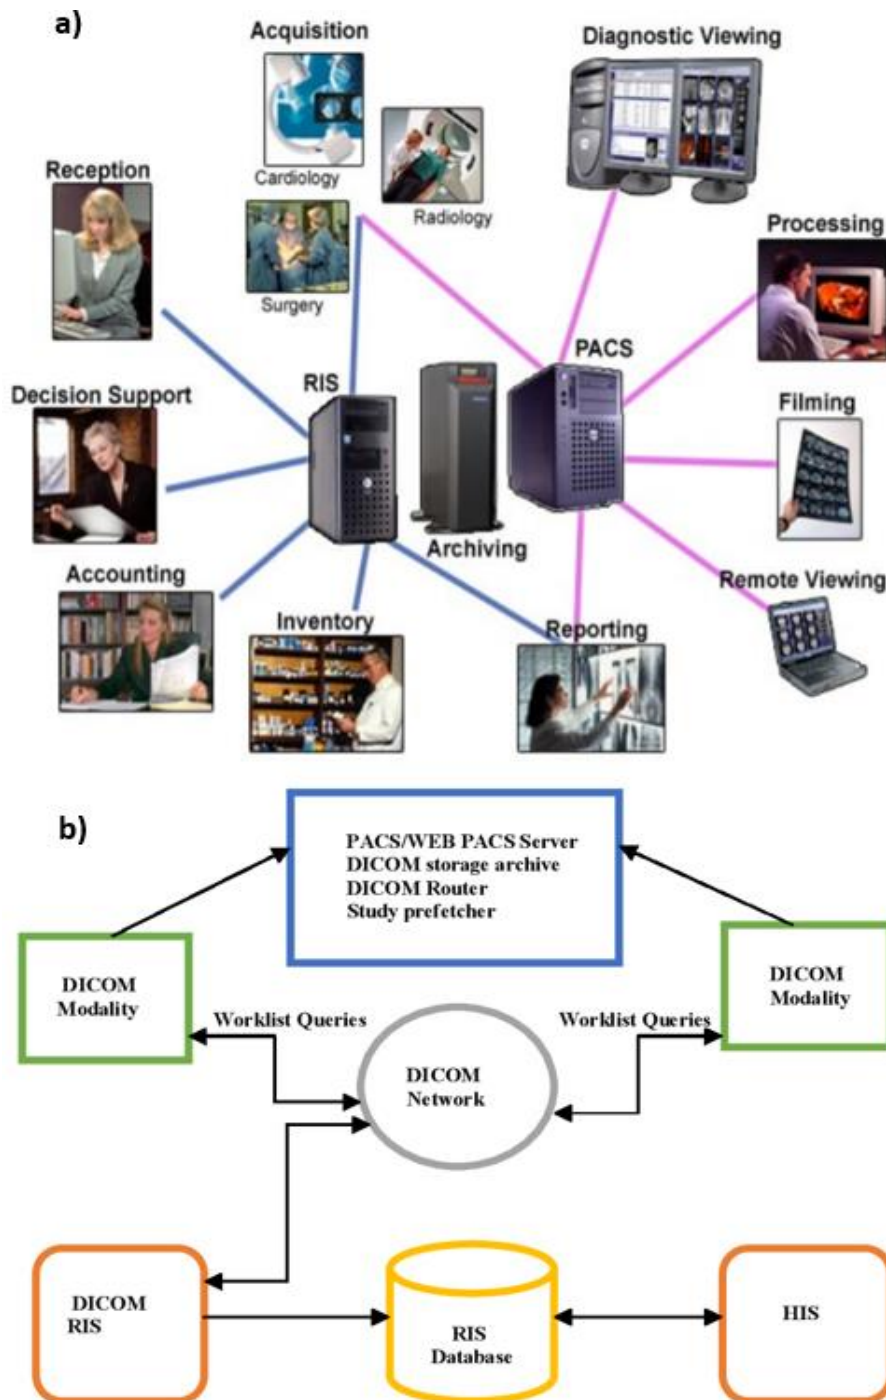 a)
Acquisition
Diagnostic Viewing
Cardiology
Reception
Radiology
Processing
Surgery
PACS
RIS
Decision Support
Filming
Archiving
Accounting
Remote Viewing
Inventory
Reporting
b)
PACS/WEB PACS Server
DICOM storage archive
DICOM Router
Study prefetcher
DICOM
Modality
DICOM
Modality
Worklist Queries
Worklist Queries
DICOM
Network
DICOM
RIS
RIS
Database
HIS